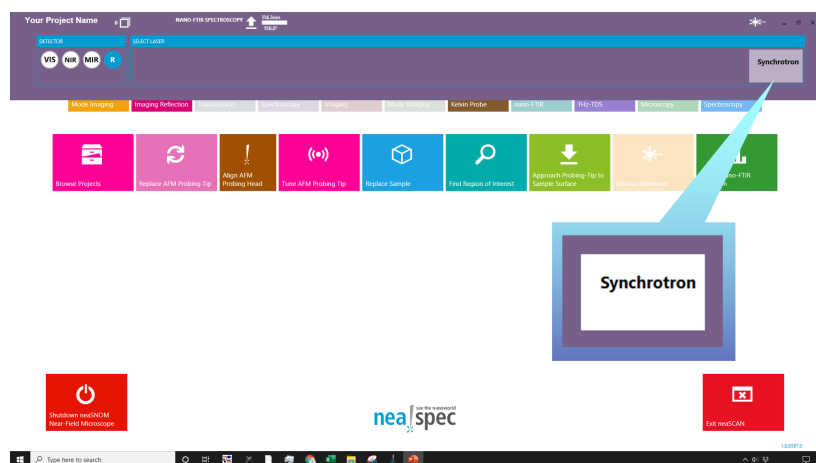 Your Project Name
NANO-FTIR SPECTROSCOPY
156.0°
DETECTOR
SELECT LASER
VIS NIR MIR R
Synchrotron
Mode Imaging Imaging Reflection Transmission Spectroscopy Imaging Mode Imaging Kelvin Probe nano-FTIR THz-TDS Microscopy Spectroscopy
Browse Projects
Replace AFM Probing Tip
Align AFM
Probing Head
Tune AFM Probing Tip
Replace Sample
Find Region of Interest
Approach Probing-Tip to
Sample Surface
Optical Alignment
no-FTIR
Synchrotron
Shutdown neaSNOM
Near-Field Microscope
see the nanoworld
nea spec
Exit neaSCAN
Type here to search